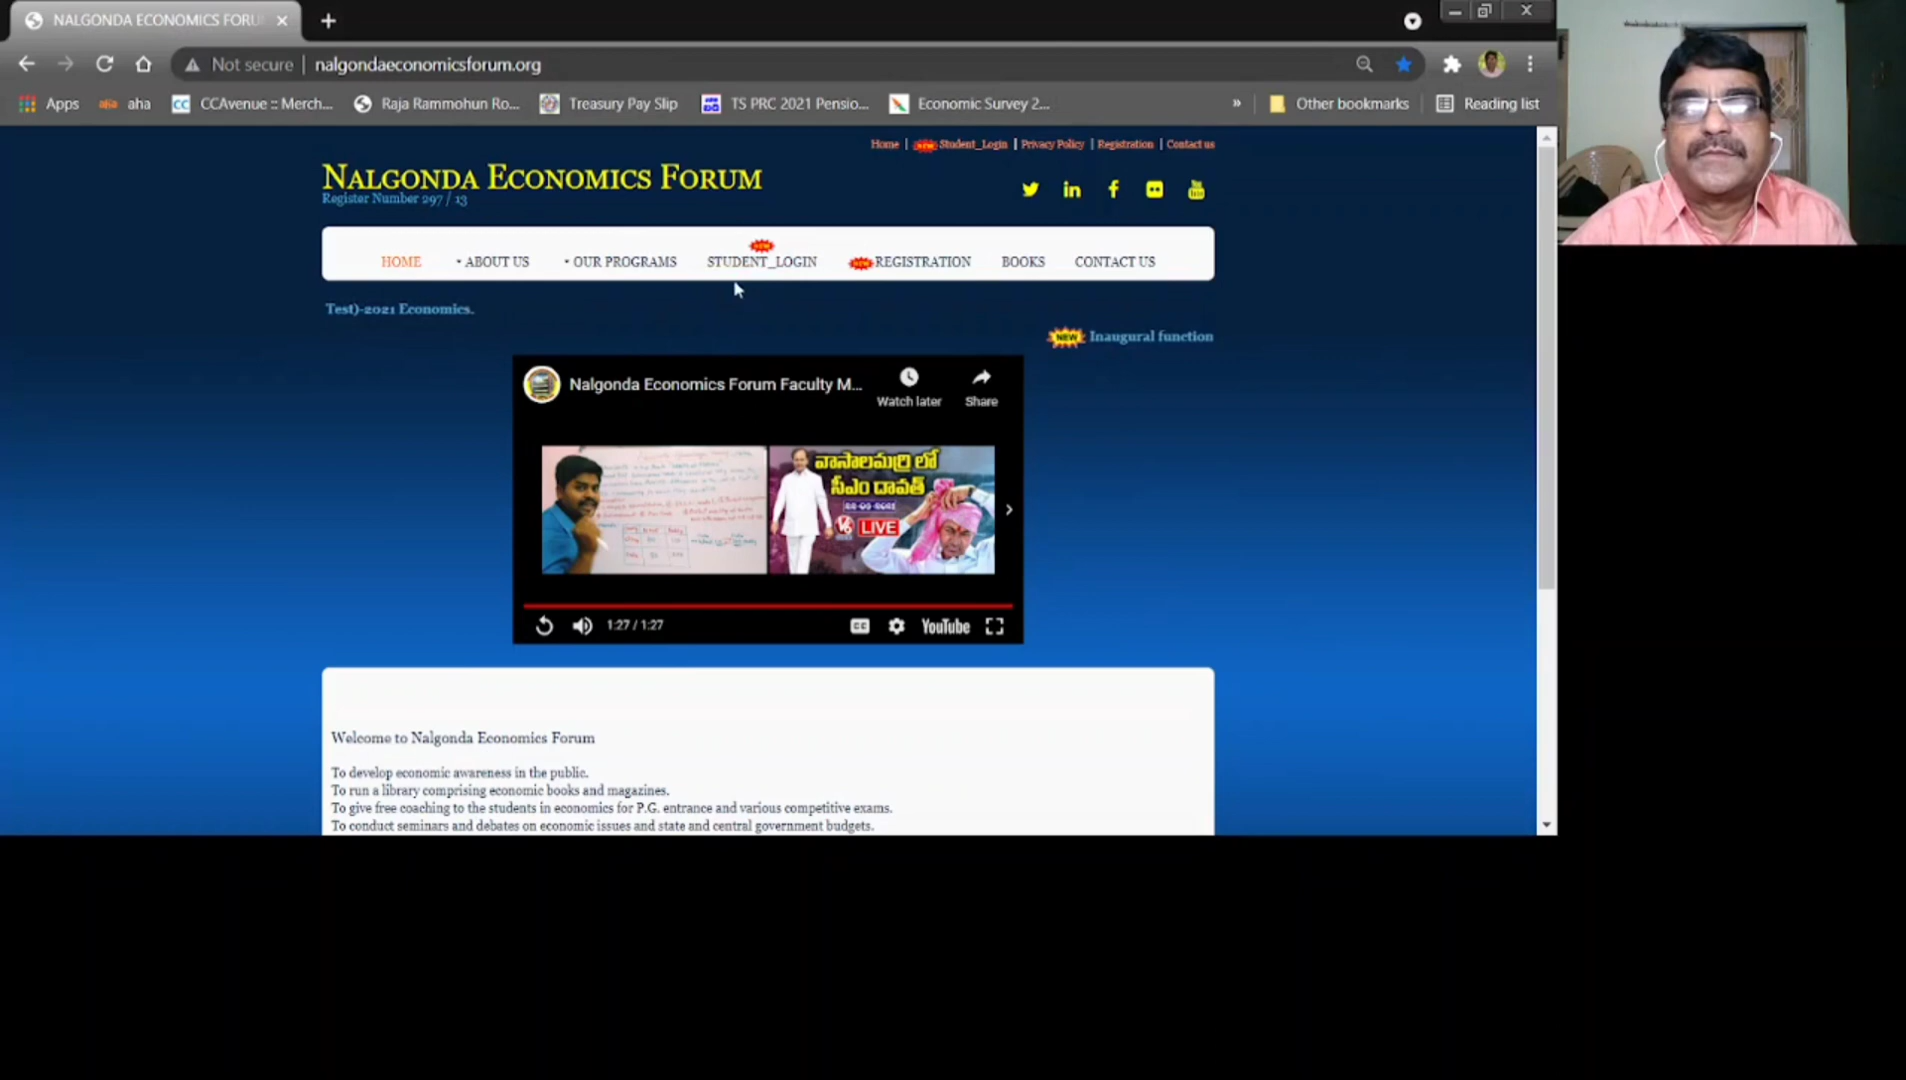 NALGONDA ECONOMICS FORU
Not secure | nalgondaeconomicsforum.org
Apps aha CCAvenue :: Merch... Raja Rammohun Ro... Treasury Pay Slip TS PRC 2021 Pensio... Economic Survey 2... » Other bookmarks Reading list
Home | NEW Student_Login | Privacy Policy | Registration | Contact us
NALGONDA ECONOMICS FORUM
Register Number 297 / 13
NEW
HOME ABOUT US OUR PROGRAMS STUDENT_LOGIN NEW REGISTRATION BOOKS CONTACT US
Test)-2021 Economics.
NEW Inaugural function
Nalgonda Economics Forum Faculty M...
Watch later Share
వాసాలమర్రి లో
సీఎం దావత్
V6 LIVE
1:27 / 1:27 CC YouTube
Welcome to Nalgonda Economics Forum
To develop economic awareness in the public.
To run a library comprising economic books and magazines.
To give free coaching to the students in economics for P.G. entrance and various competitive exams.
To conduct seminars and debates on economic issues and state and central government budgets.